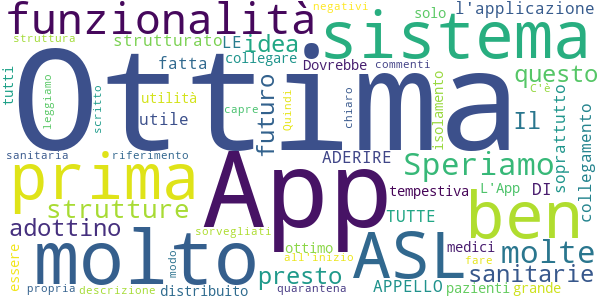 negativi
funzionalità solo l'applicazione
struttura strutturato LE idea sistema
collegare
fatta Dovrebbe commenti questo
tutti Ottima C'è
leggiamo scritto utilità capre Quindi chiaro isolamento
utile futuro Il soprattutto collegamento
sanitaria riferimento ADERIRE
prima App Speriamo
tempestiva L'App DI
strutture TUTTE ben
adottino sorvegliati
molto ottimo ASL medici molte
essere modo all'inizio presto fare sanitarie
propria descrizione distribuito quarantena APPELLO pazienti grande